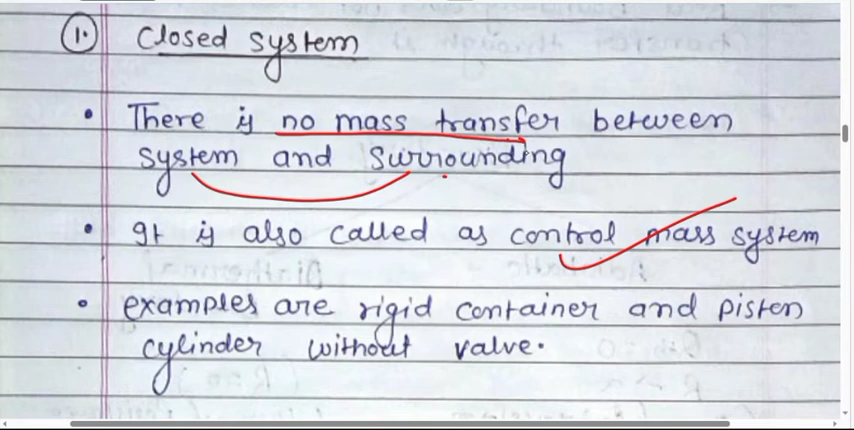 1. Closed system
• There is no mass transfer between
system and surrounding
• It is also called as control mass system
• examples are rigid container and piston
cylinder without valve.